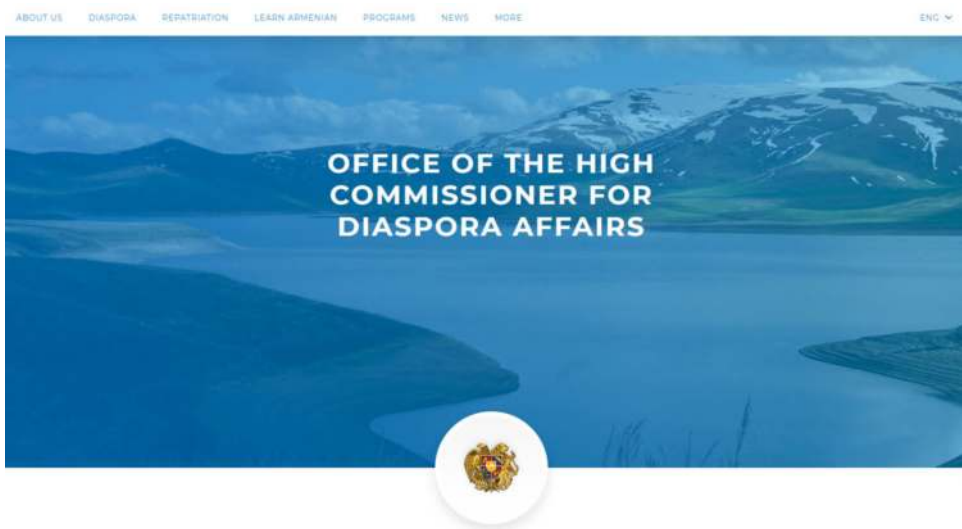 ABOUT US DIASPORA REPATRIATION LEARN ARMENIAN PROGRAMS NEWS MORE ENG
OFFICE OF THE HIGH
COMMISSIONER FOR
DIASPORA AFFAIRS